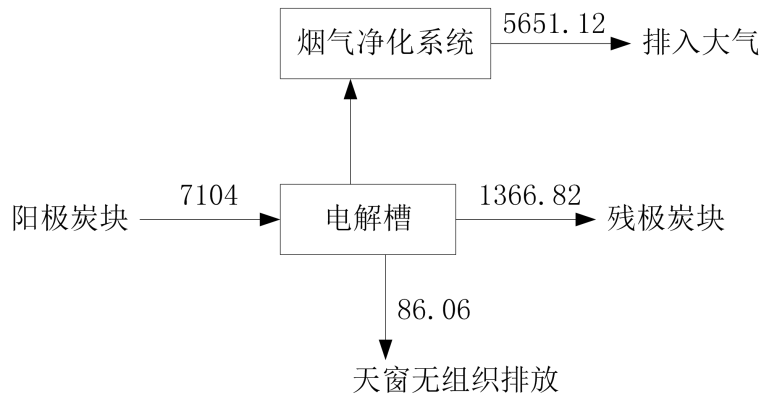 烟气净化系统
5651.12
排入大气
阳极炭块
7104
电解槽
1366.82
残极炭块
86.06
天窗无组织排放